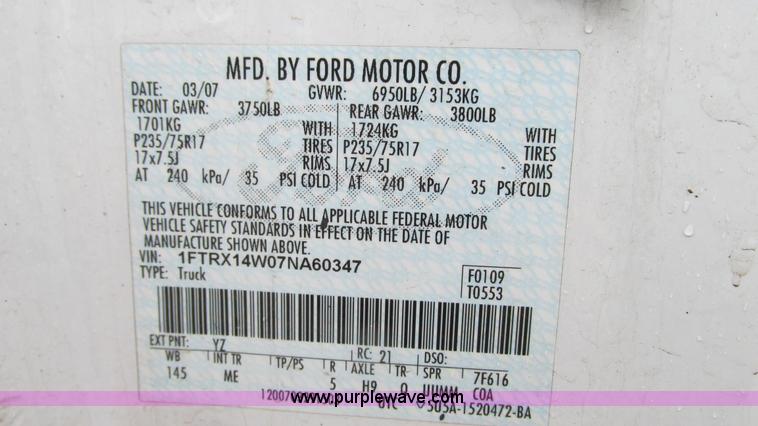 MFD. BY FORD MOTOR CO.
DATE: 03/07 GVWR: 6950LB/ 3153KG
FRONT GAWR: 3750LB REAR GAWR: 3800LB
1701KG WITH 1724KG WITH
P235/75R17 TIRES P235/75R17 TIRES
17x7.5J RIMS 17x7.5J RIMS
AT 240 kPa/ 35 PSI COLD AT 240 kPa/ 35 PSI COLD
THIS VEHICLE CONFORMS TO ALL APPLICABLE FEDERAL MOTOR
VEHICLE SAFETY STANDARDS IN EFFECT ON THE DATE OF
MANUFACTURE SHOWN ABOVE.
VIN: 1FTRX14W07NA60347
TYPE: Truck
F0109
T0553
EXT PNT: YZ RC: 21 DSO:
WB INT TR TP/PS R AXLE TR SPR 7F616
145 ME 5 H9 COA
www.purplewave.com
5U5A-1520472-BA